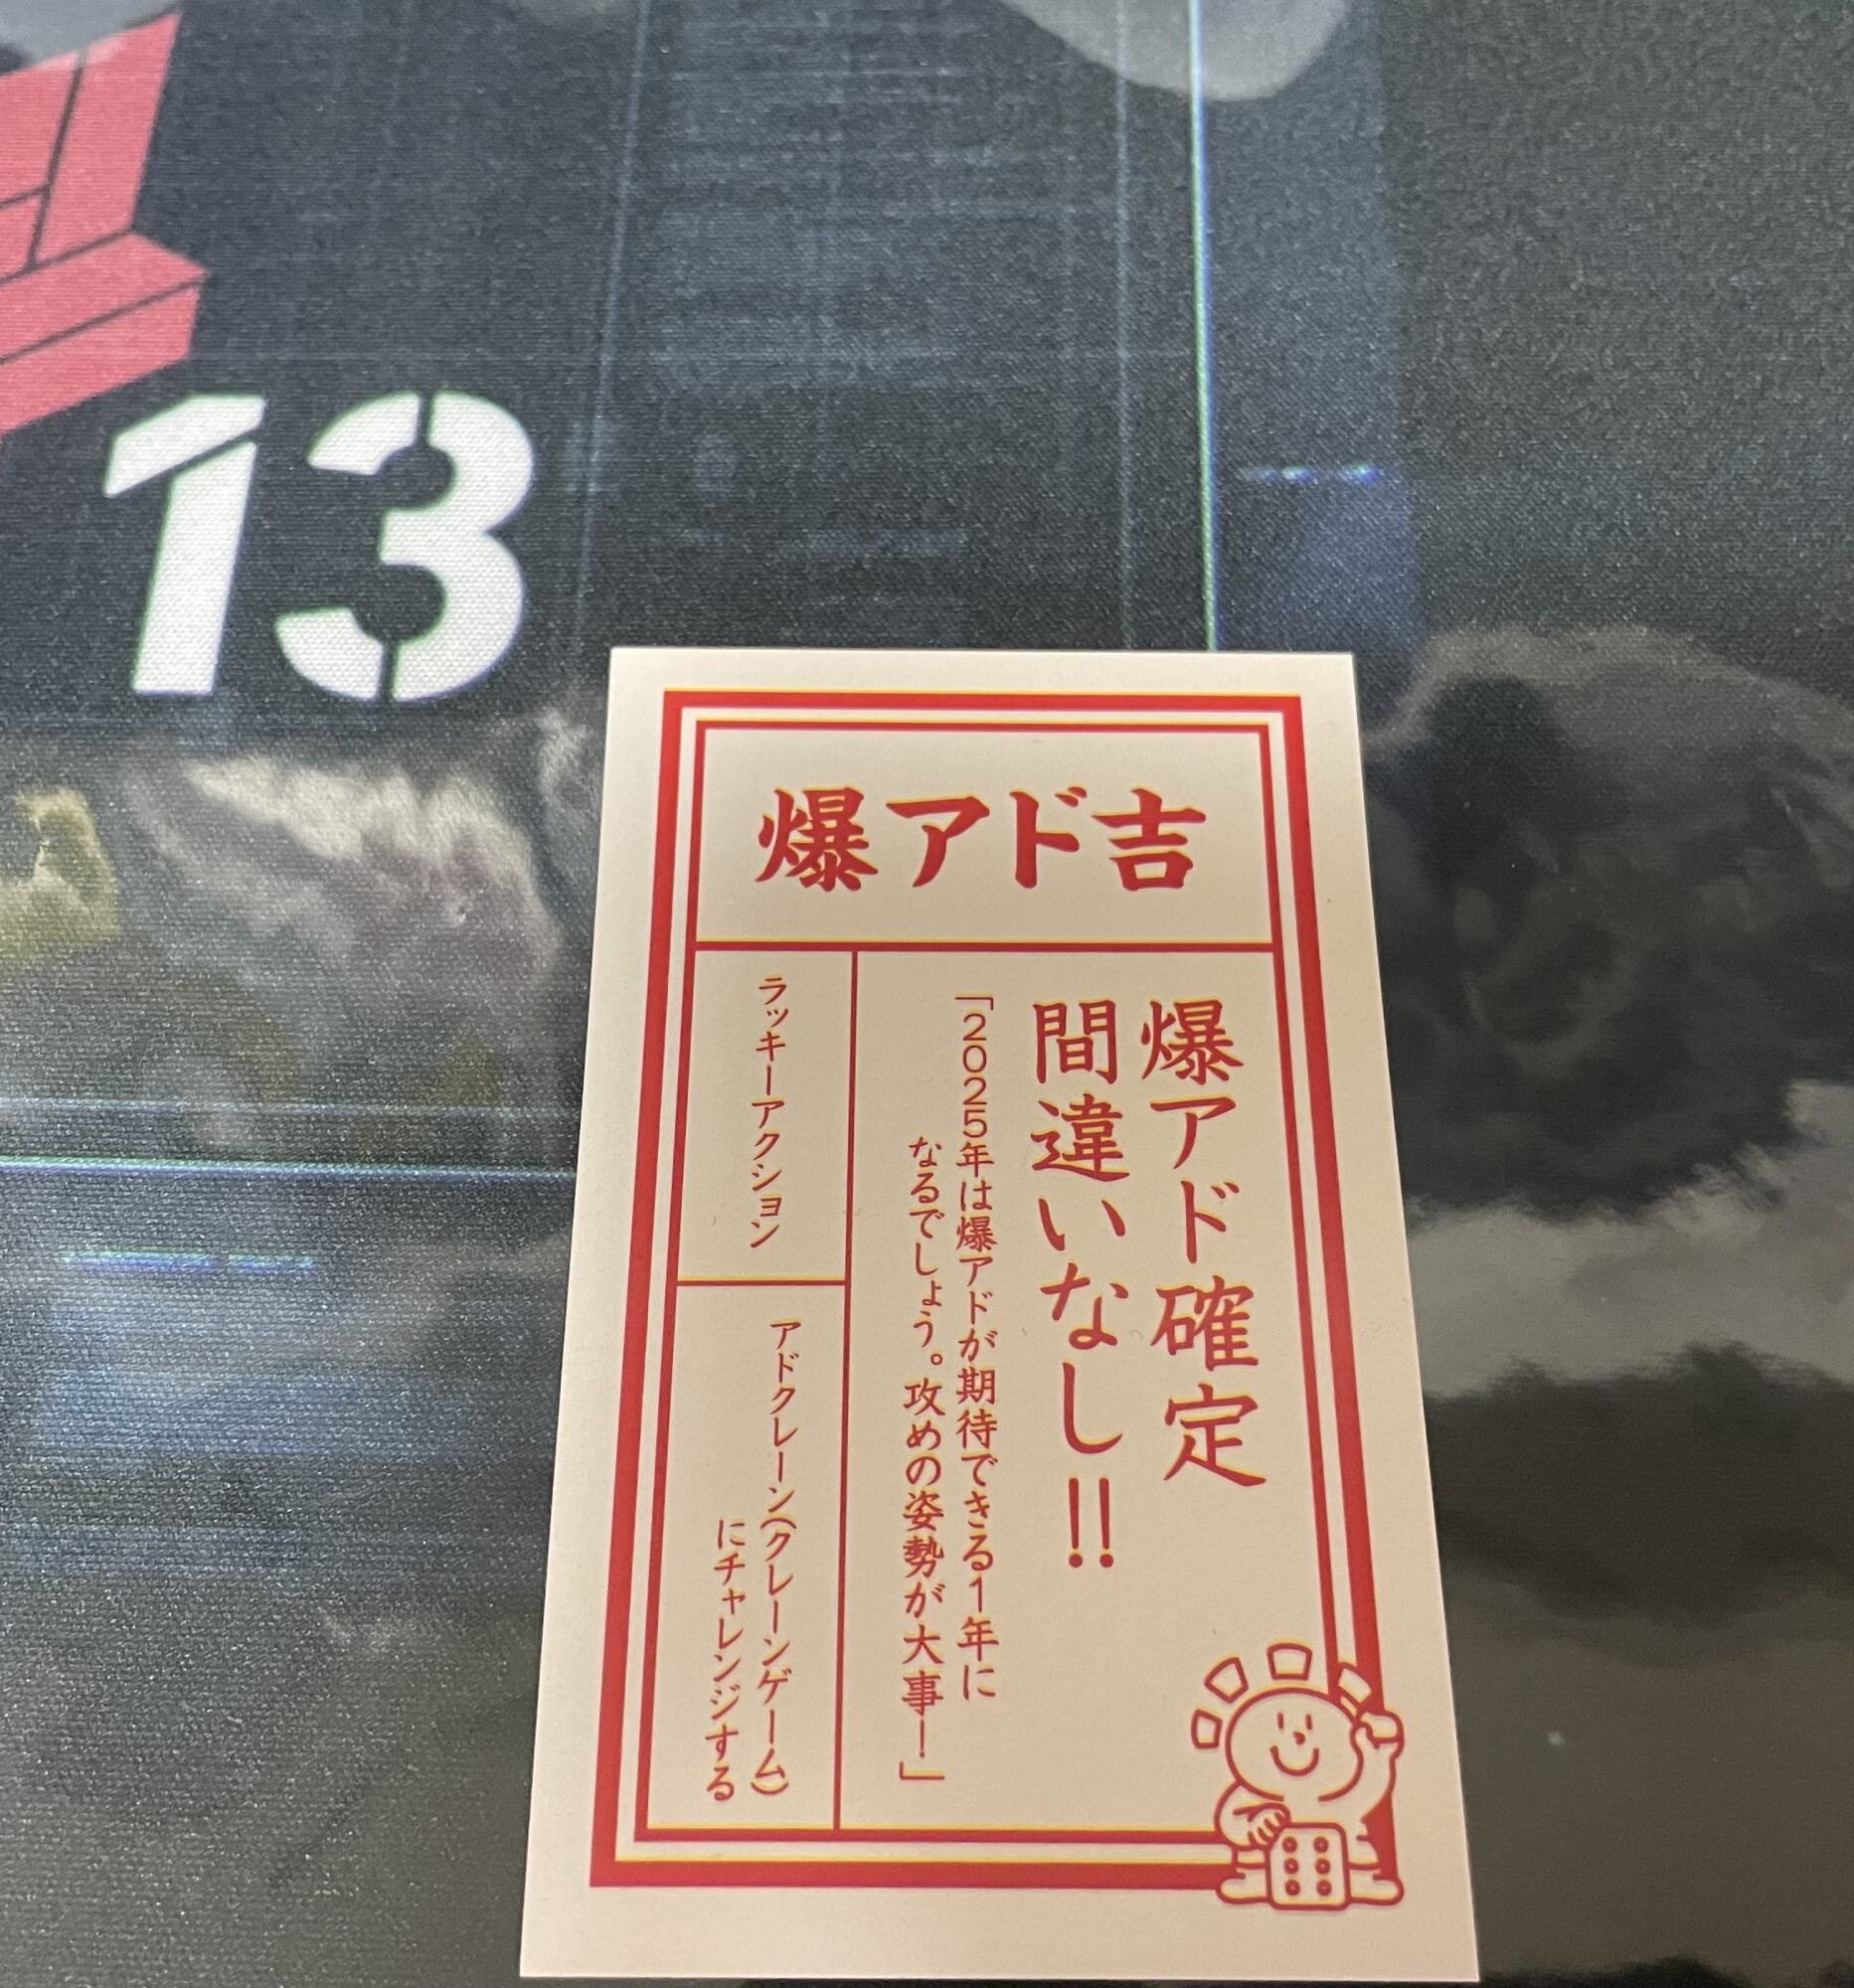 13
爆アド吉
爆アド確定
間違いなし!!
「2025年は爆アドが期待できる1年に
なるでしょう。攻めの姿勢が大事！」
ラッキーアクション
アドクレーン(クレーンゲーム)
にチャレンジする